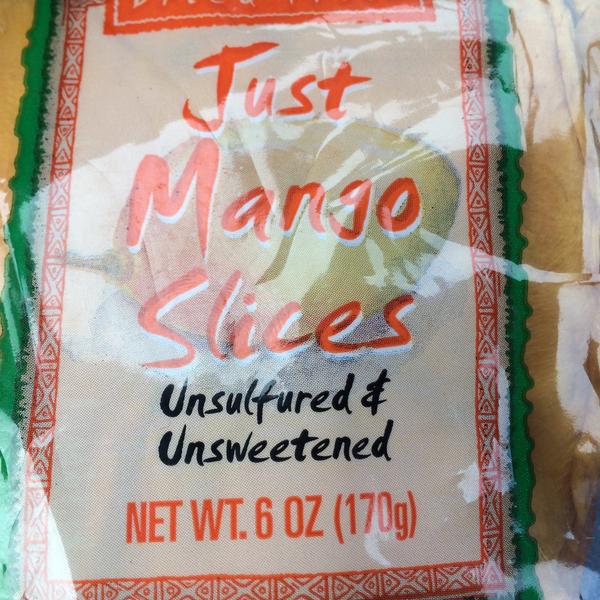 Just
Mango
Slices
Unsulfured &
Unsweetened
NET WT. 6 OZ (170g)